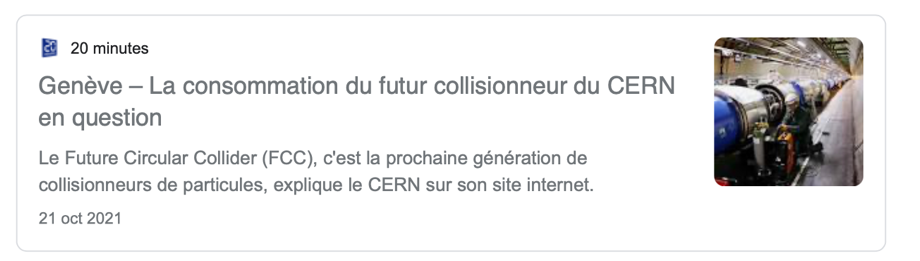 20 minutes
Genève – La consommation du futur collisionneur du CERN
en question
Le Future Circular Collider (FCC), c'est la prochaine génération de
collisionneurs de particules, explique le CERN sur son site internet.
21 oct 2021